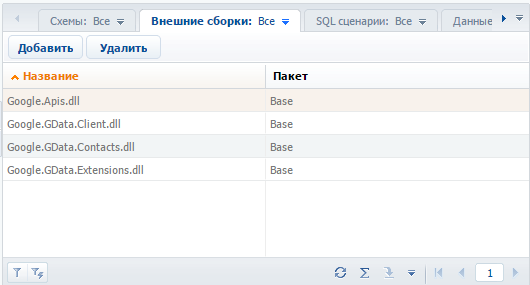 Схемы: Все Внешние сборки: Все SQL сценарии: Все Данные
Добавить Удалить
Название Пакет
Google.Apis.dll Base
Google.GData.Client.dll Base
Google.GData.Contacts.dll Base
Google.GData.Extensions.dll Base
1